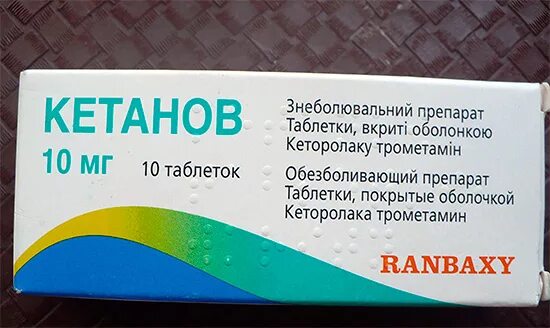 КЕТАНОВ
10 мг 10 таблеток
Знеболювальний препарат
Таблетки, вкриті оболонкою
Кеторолаку трометамін
Обезболивающий препарат
Таблетки, покрытые оболочкой
Кеторолака трометамин
RANBAXY